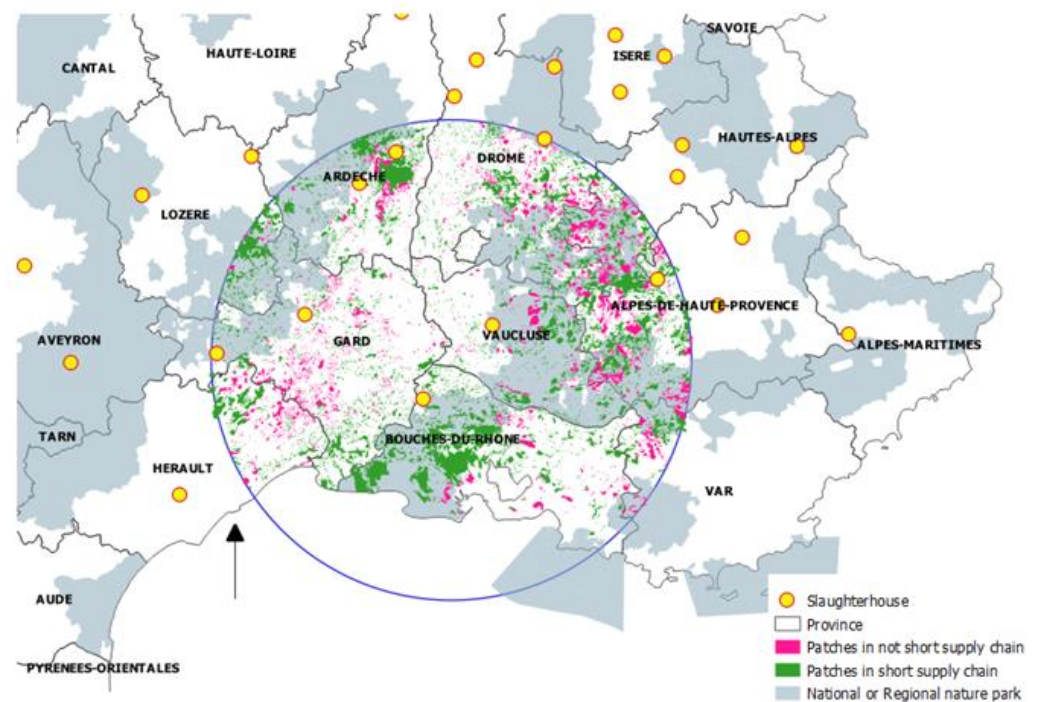 SAVOIE
HAUTE-LOIRE
ISERE
CANTAL
HAUTES-ALPES
DROME
ARDECHE
LOZERE
ALPES-DE-HAUTE-PROVENCE
VAUCLUSE
GARD
AVEYRON
ALPES-MARITIMES
TARN
BOUCHES-DU-RHONE
HERAULT
VAR
AUDE
PYRENEES-ORIENTALES
Slaughterhouse
Province
Patches in not short supply chain
Patches in short supply chain
National or Regional nature park